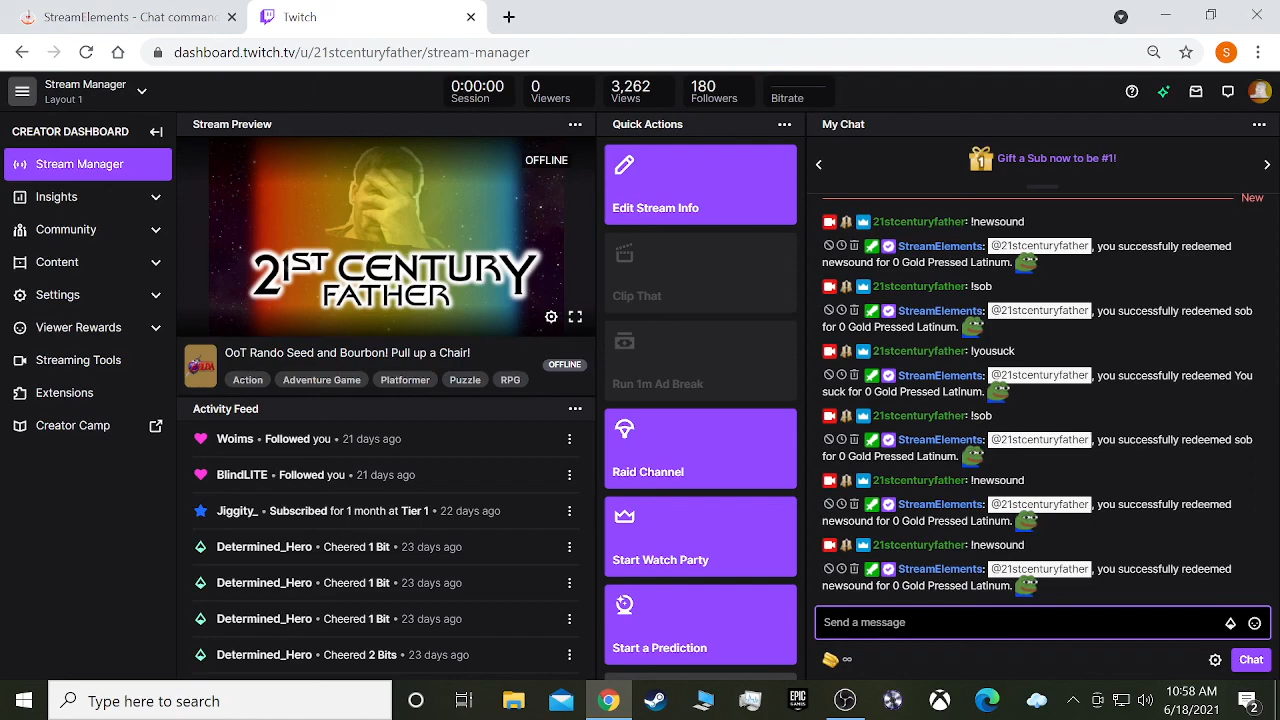 StreamElements - Chat comman
Twitch
dashboard.twitch.tv/u/21stcenturyfather/stream-manager
S
Stream Manager
Layout 1
0:00:00
Session
0
Viewers
3,262
Views
180
Followers
Bitrate
CREATOR DASHBOARD
Stream Manager
Insights
Community
Content
Settings
Viewer Rewards
Streaming Tools
Extensions
Creator Camp
Stream Preview
OFFLINE
21ST CENTURY
FATHER
OoT Rando Seed and Bourbon! Pull up a Chair!
OFFLINE
Action Adventure Game Platformer Puzzle RPG
Activity Feed
Woims • Followed you • 21 days ago
BlindLITE • Followed you • 21 days ago
Jiggity_ • Subscribed for 1 month at Tier 1 • 22 days ago
Determined_Hero • Cheered 1 Bit • 23 days ago
Determined_Hero • Cheered 1 Bit • 23 days ago
Determined_Hero • Cheered 1 Bit • 23 days ago
Determined_Hero • Cheered 2 Bits • 23 days ago
Quick Actions
Edit Stream Info
Clip That
Run 1m Ad Break
Raid Channel
Start Watch Party
Start a Prediction
My Chat
1
Gift a Sub now to be #1!
New
21stcenturyfather: !newsound
StreamElements: @21stcenturyfather, you successfully redeemed
newsound for 0 Gold Pressed Latinum.
21stcenturyfather: !sob
StreamElements: @21stcenturyfather, you successfully redeemed sob
for 0 Gold Pressed Latinum.
21stcenturyfather: !yousuck
StreamElements: @21stcenturyfather, you successfully redeemed You
suck for 0 Gold Pressed Latinum.
21stcenturyfather: !sob
StreamElements: @21stcenturyfather, you successfully redeemed sob
for 0 Gold Pressed Latinum.
21stcenturyfather: !newsound
StreamElements: @21stcenturyfather, you successfully redeemed
newsound for 0 Gold Pressed Latinum.
21stcenturyfather: !newsound
StreamElements: @21stcenturyfather, you successfully redeemed
newsound for 0 Gold Pressed Latinum.
Send a message
∞
Chat
Type here to search
EPIC
GAMES
10:58 AM
6/18/2021
2